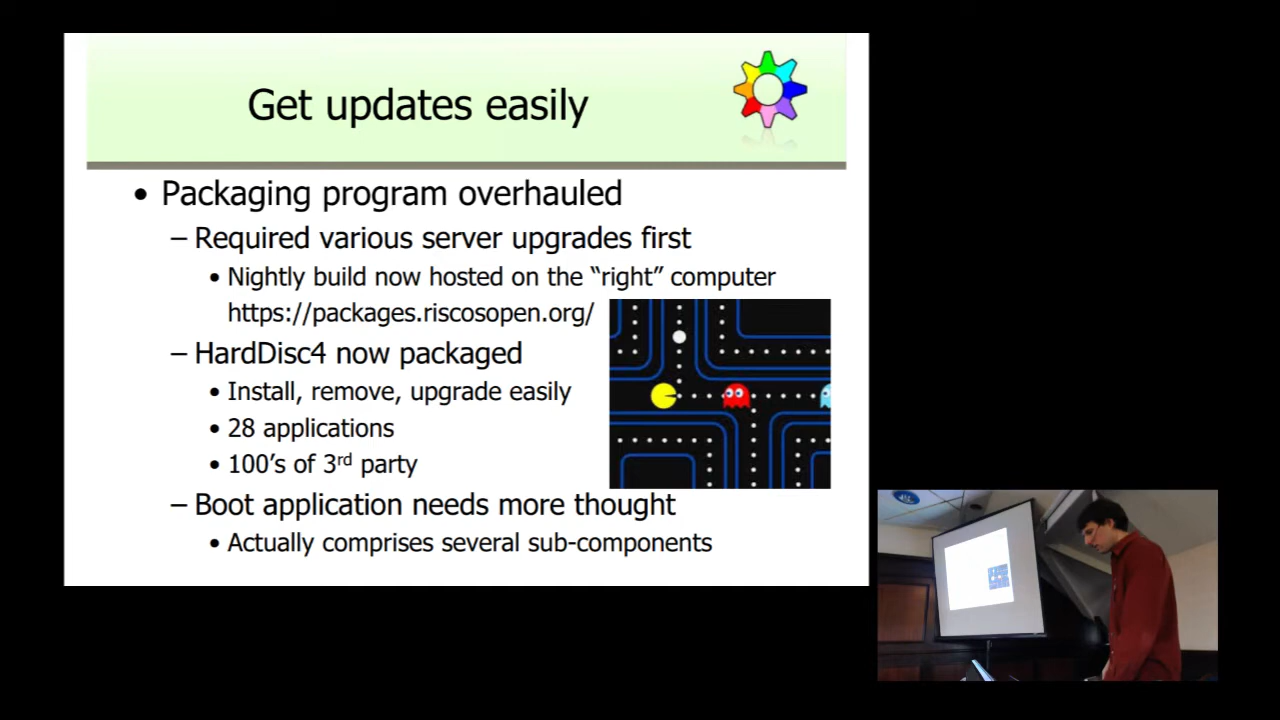 Get updates easily
• Packaging program overhauled
– Required various server upgrades first
• Nightly build now hosted on the “right” computer
https://packages.riscosopen.org/
– HardDisc4 now packaged
• Install, remove, upgrade easily
• 28 applications
• 100’s of 3rd party
– Boot application needs more thought
• Actually comprises several sub-components